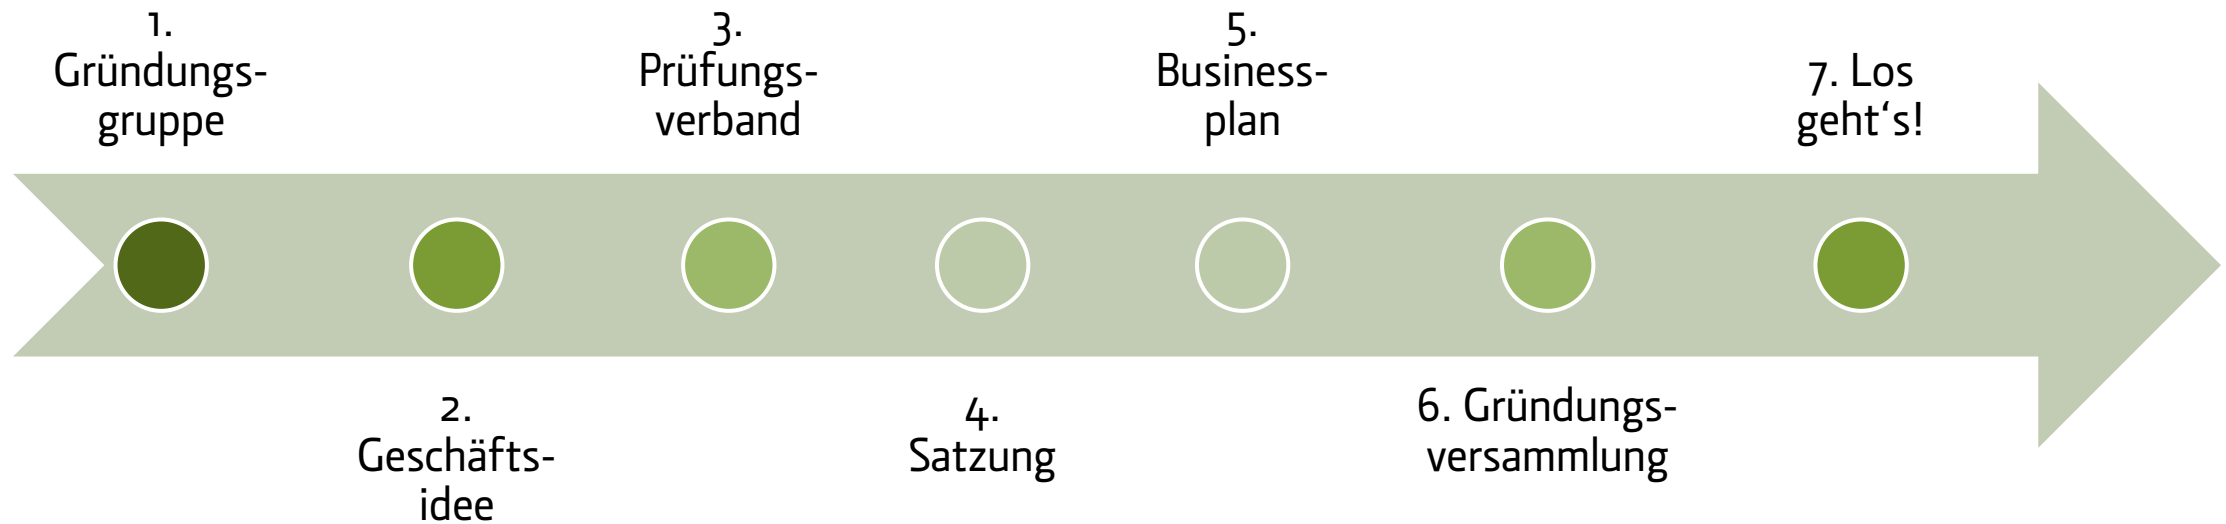 1.
Gründungs-
gruppe
2.
Geschäfts-
idee
3.
Prüfungs-
verband
4.
Satzung
5.
Business-
plan
6. Gründungs-
versammlung
7. Los
geht‘s!